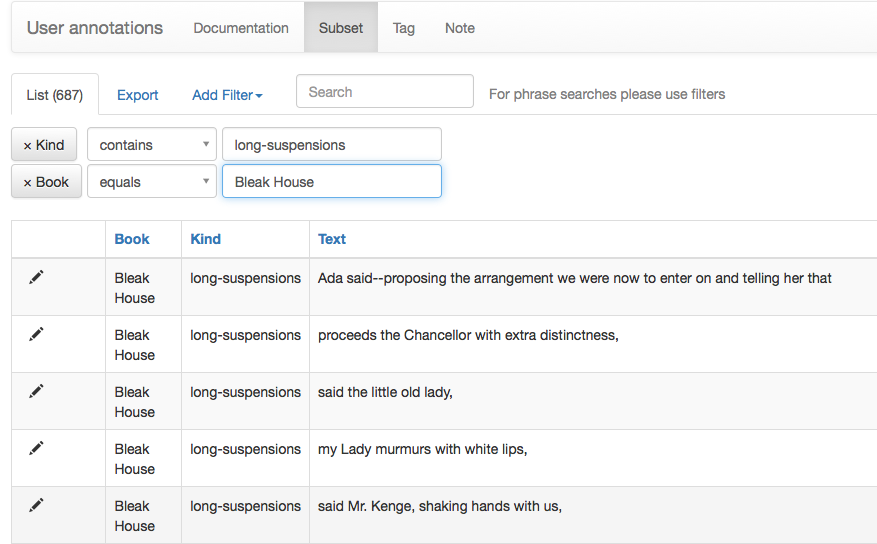 User annotations Documentation Subset Tag Note
List (687) Export Add Filter Search For phrase searches please use filters
× Kind contains long-suspensions
× Book equals Bleak House
Book Kind Text
Bleak House long-suspensions Ada said--proposing the arrangement we were now to enter on and telling her that
Bleak House long-suspensions proceeds the Chancellor with extra distinctness,
Bleak House long-suspensions said the little old lady,
Bleak House long-suspensions my Lady murmurs with white lips,
Bleak House long-suspensions said Mr. Kenge, shaking hands with us,